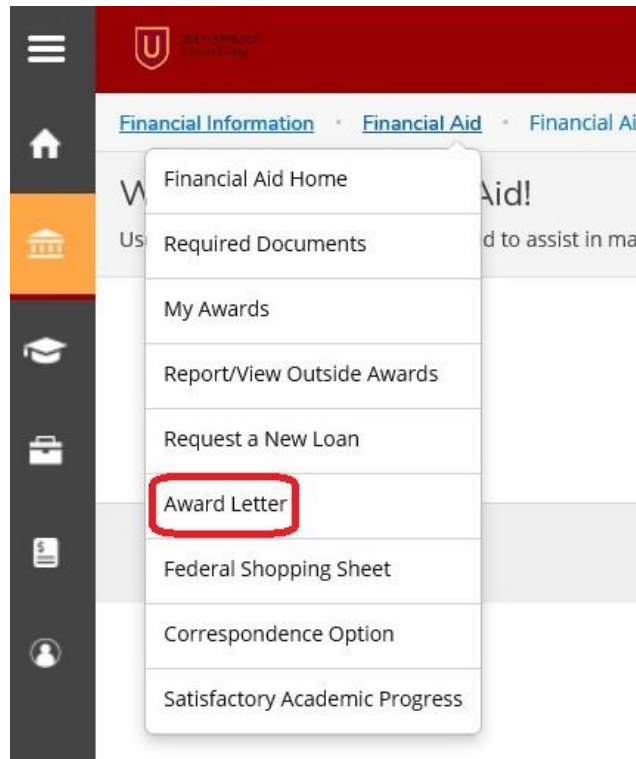 U
Financial Information · Financial Aid · Financial Ai
W Aid!
Us d to assist in ma
Financial Aid Home
Required Documents
My Awards
Report/View Outside Awards
Request a New Loan
Award Letter
Federal Shopping Sheet
Correspondence Option
Satisfactory Academic Progress